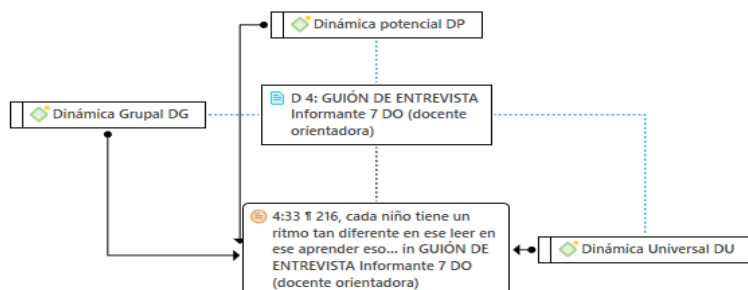 Dinámica potencial DP
D 4: GUIÓN DE ENTREVISTA
Informante 7 DO (docente
orientadora)
Dinámica Grupal DG
4:33 ¶ 216, cada niño tiene un
ritmo tan diferente en ese leer en
ese aprender eso... in GUIÓN DE
ENTREVISTA Informante 7 DO
(docente orientadora)
Dinámica Universal DU